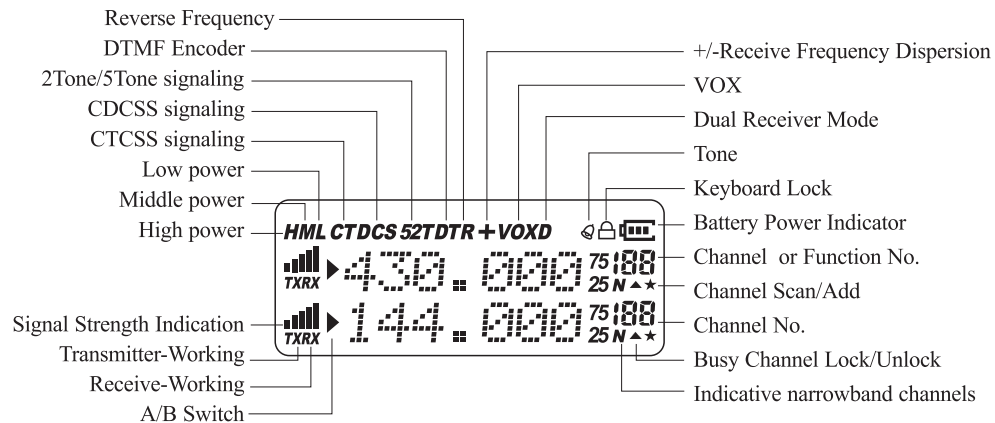 Reverse Frequency
DTMF Encoder
2Tone/5Tone signaling
CDCSS signaling
CTCSS signaling
Low power
Middle power
High power
Signal Strength Indication
Transmitter-Working
Receive-Working
A/B Switch
HML CTDCS 52TDTR+VOXD
430.000 75 188
TXRX 25 N
144.000 75 188
TXRX 25 N
+/-Receive Frequency Dispersion
VOX
Dual Receiver Mode
Tone
Keyboard Lock
Battery Power Indicator
Channel or Function No.
Channel Scan/Add
Channel No.
Busy Channel Lock/Unlock
Indicative narrowband channels